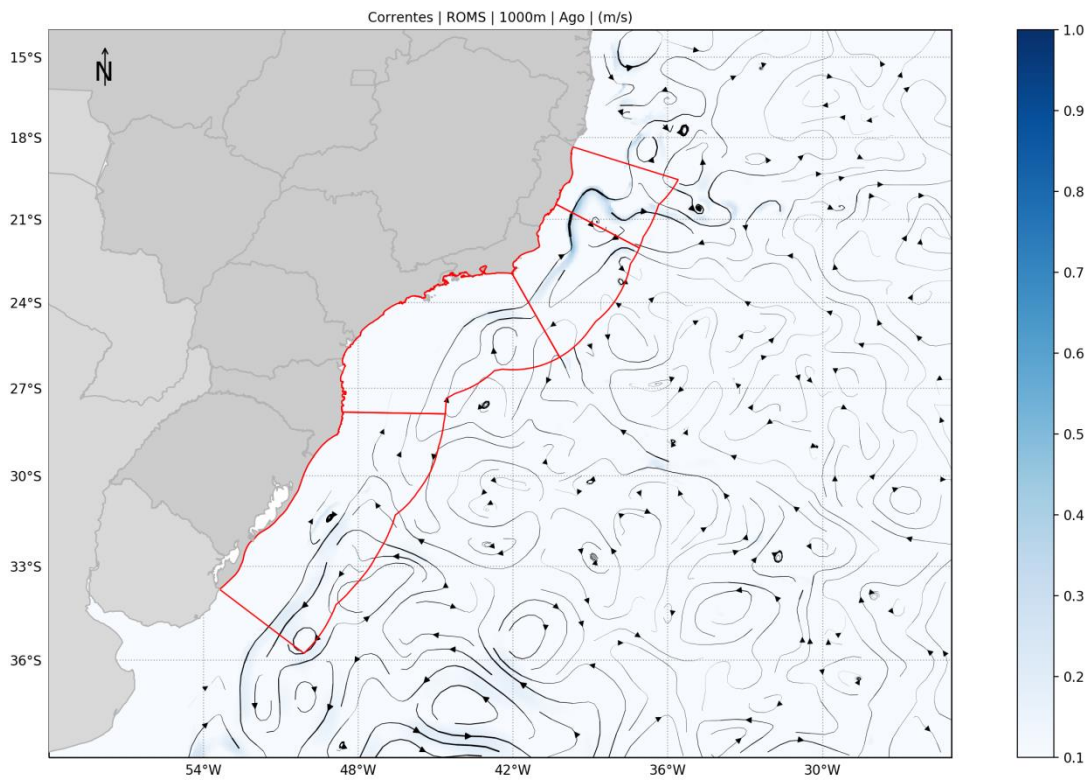 Correntes | ROMS | 1000m | Ago | (m/s)
N
15°S
18°S
21°S
24°S
27°S
30°S
33°S
36°S
54°W
48°W
42°W
36°W
30°W
1.0
0.9
0.8
0.7
0.6
0.5
0.4
0.3
0.2
0.1